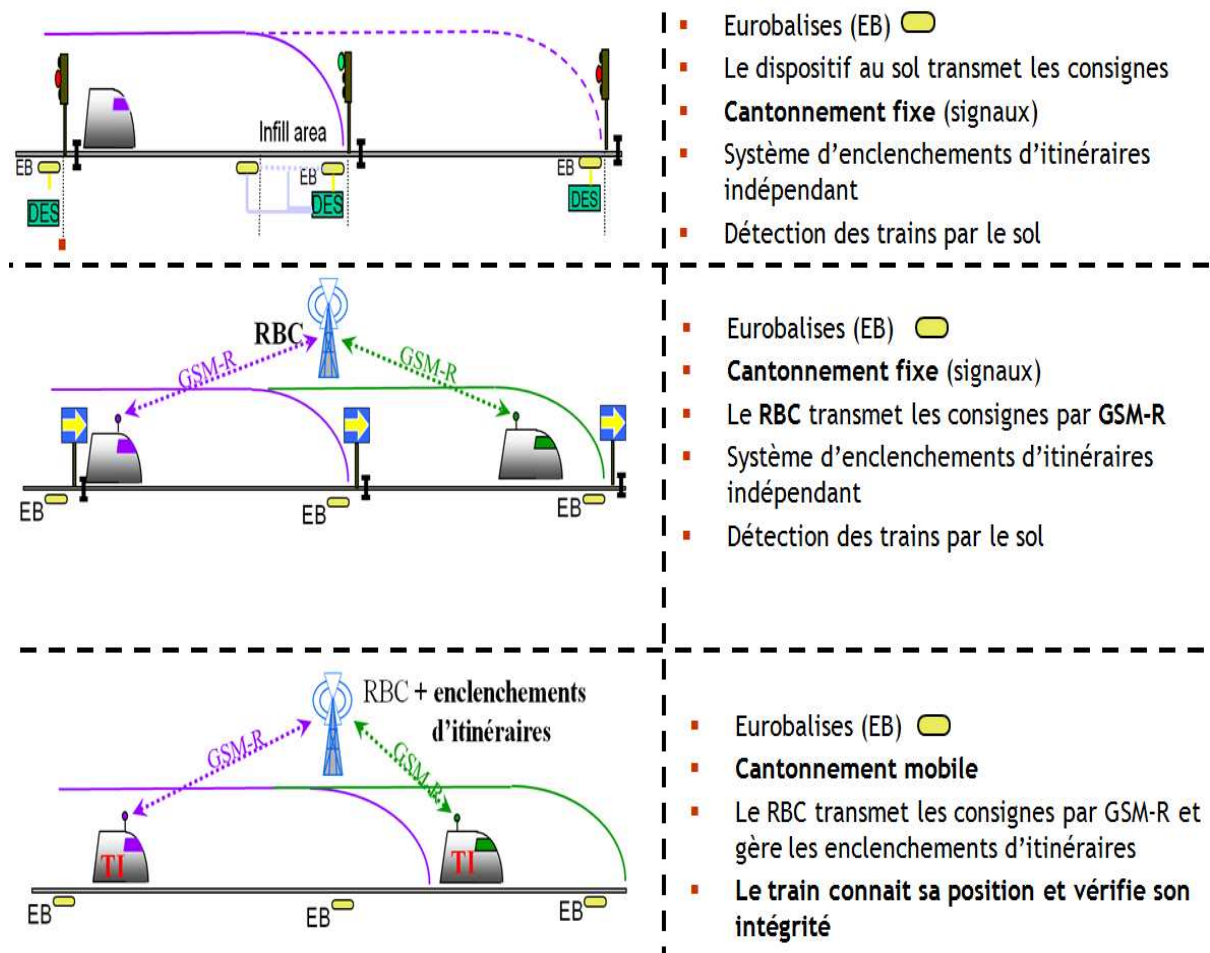 Infill area
EB
EB
EB
DES
DES
DES
Eurobalises (EB)
Le dispositif au sol transmet les consignes
Cantonnement fixe (signaux)
Système d'enclenchements d'itinéraires
indépendant
Détection des trains par le sol
RBC
GSM-R
GSM-R
EB
EB
EB
Eurobalises (EB)
Cantonnement fixe (signaux)
Le RBC transmet les consignes par GSM-R
Système d'enclenchements d'itinéraires
indépendant
Détection des trains par le sol
RBC + enclenchements
d'itinéraires
GSM-R
GSM-R
TI
TI
EB
EB
EB
Eurobalises (EB)
Cantonnement mobile
Le RBC transmet les consignes par GSM-R et
gère les enclenchements d'itinéraires
Le train connait sa position et vérifie son
intégrité